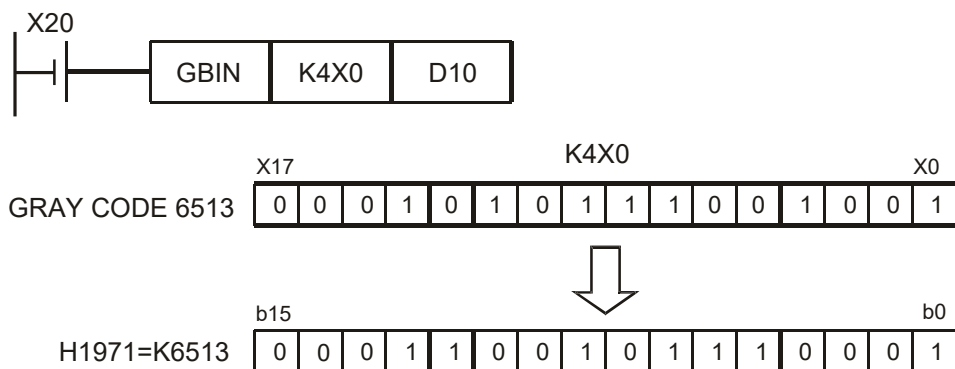 X20
GBIN K4X0 D10
K4X0
X17 X0
GRAY CODE 6513 0 0 0 1 0 1 0 1 1 1 0 0 1 0 0 1
b15 b0
H1971=K6513 0 0 0 1 1 0 0 1 0 1 1 1 0 0 0 1